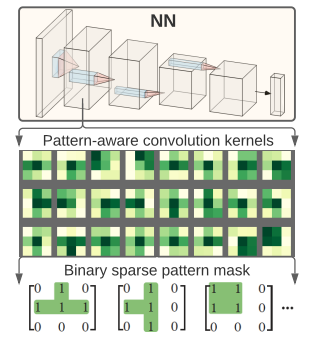 NN
Pattern-aware convolution kernels
Binary sparse pattern mask
0 1 0 0 1 0 1 1 0
1 1 1 1 1 0 1 1 0 ...
0 0 0 0 1 0 0 0 0